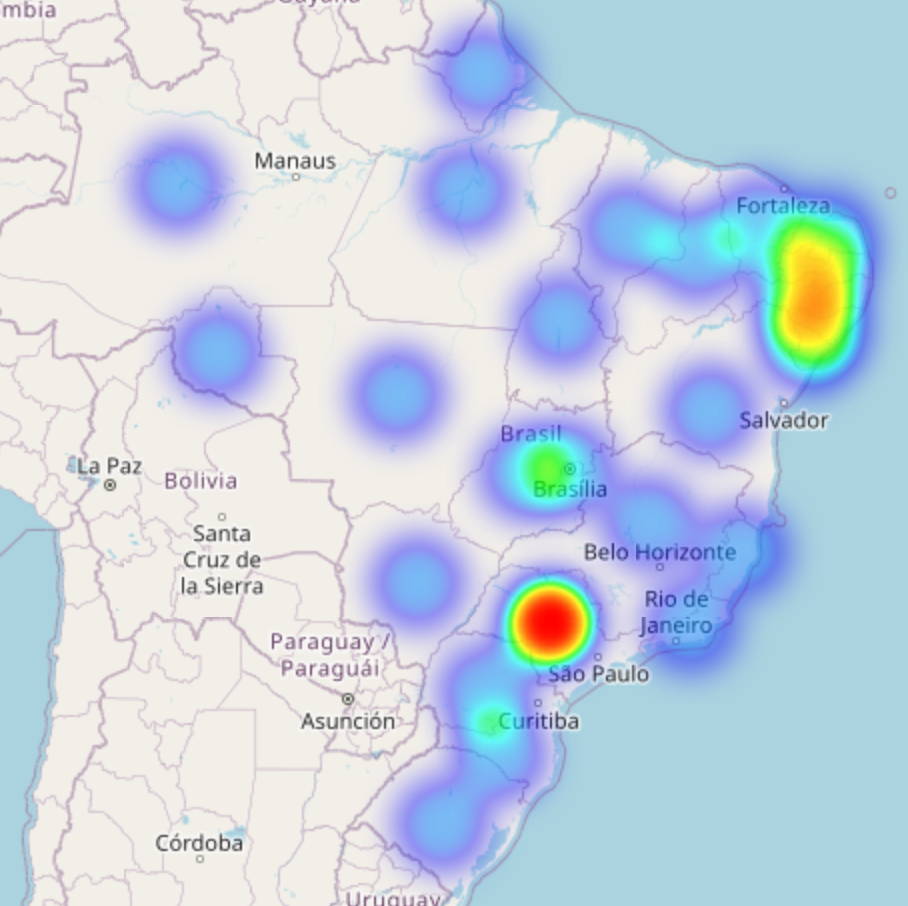 mbia
Guyana
Manaus
Fortaleza
Salvador
Brasil
Brasília
La Paz
Bolivia
Santa
Cruz de
la Sierra
Belo Horizonte
Rio de
Janeiro
Paraguay /
Paraguái
São Paulo
Asunción
Curitiba
Córdoba
Uruguay